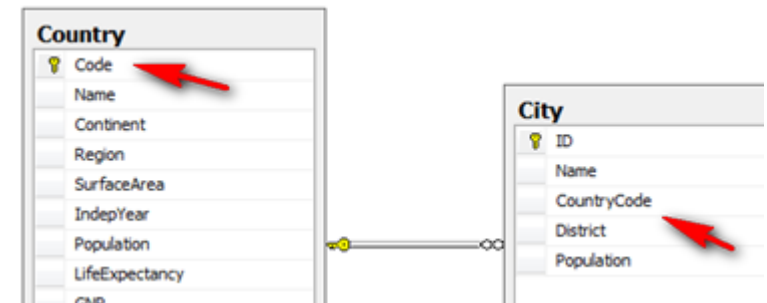 Country
Code
Name
Continent
Region
SurfaceArea
IndepYear
Population
LifeExpectancy
City
ID
Name
CountryCode
District
Population